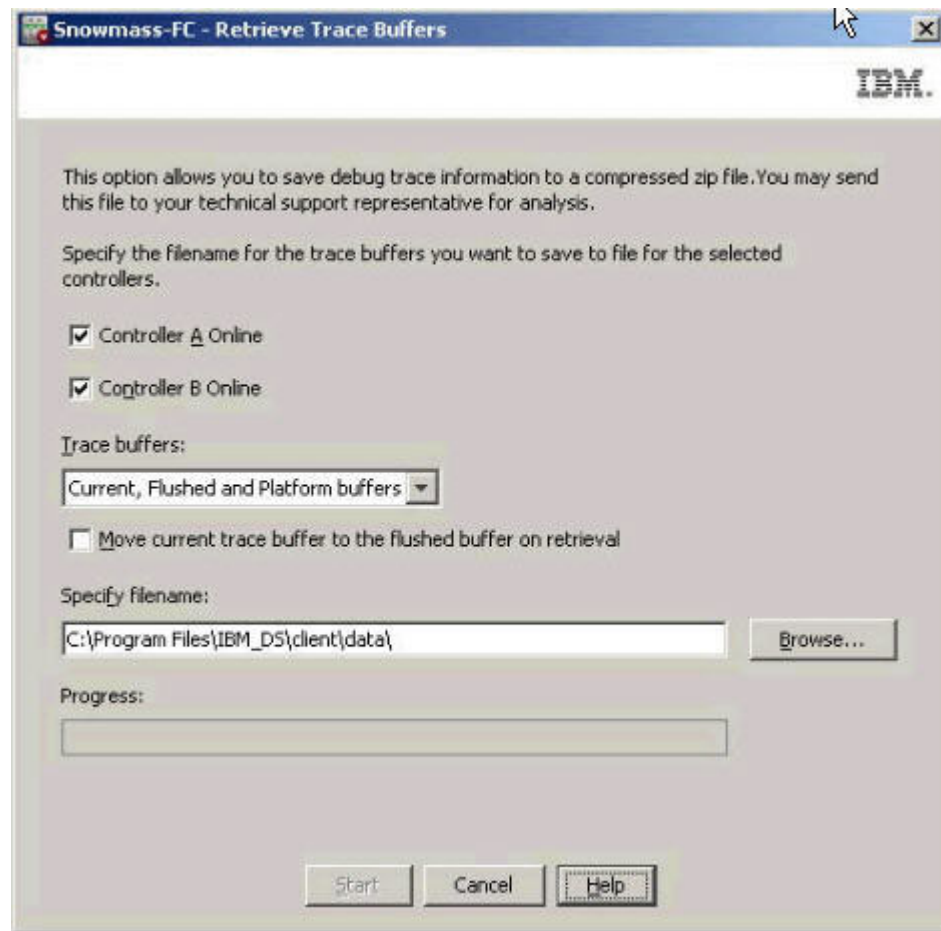 Snowmass-FC - Retrieve Trace Buffers
IBM.
This option allows you to save debug trace information to a compressed zip file.You may send
this file to your technical support representative for analysis.
Specify the filename for the trace buffers you want to save to file for the selected
controllers.
Controller A Online
Controller B Online
Trace buffers:
Current, Flushed and Platform buffers
Move current trace buffer to the flushed buffer on retrieval
Specify filename:
C:\Program Files\IBM_DS\client\data\
Browse...
Progress:
Start Cancel Help